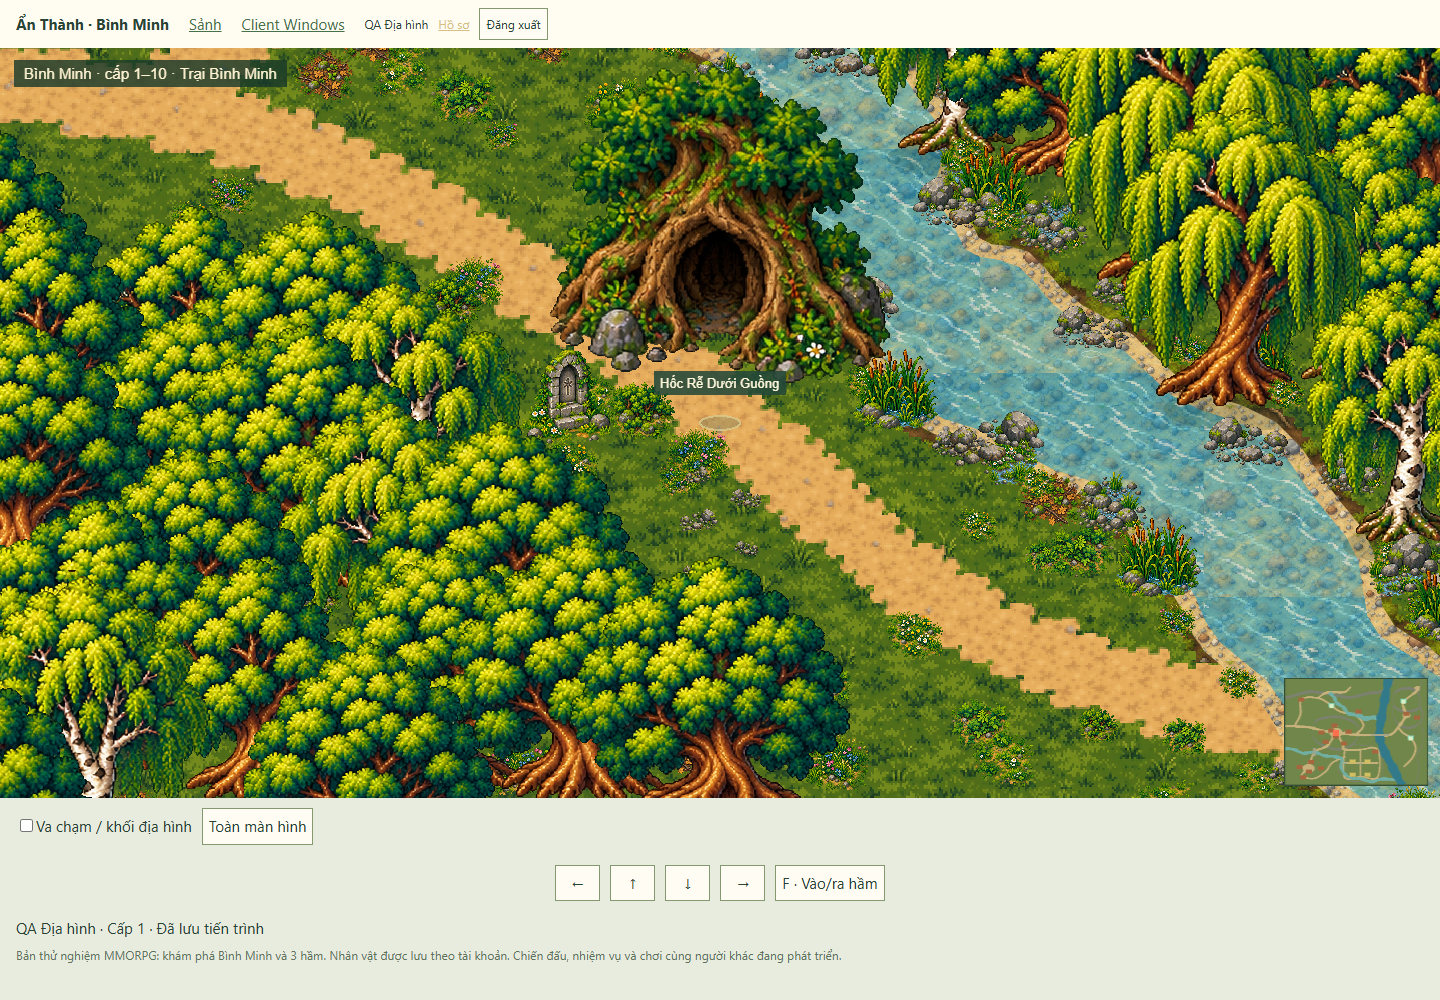 Ẩn Thành · Bình Minh Sảnh Client Windows QA Địa hình Hồ sơ Đăng xuất
Bình Minh · cấp 1–10 · Trại Bình Minh
Hốc Rễ Dưới Guồng
Va chạm / khối địa hình Toàn màn hình
← ↑ ↓ → F · Vào/ra hầm
QA Địa hình · Cấp 1 · Đã lưu tiến trình
Bản thử nghiệm MMORPG: khám phá Bình Minh và 3 hầm. Nhân vật được lưu theo tài khoản. Chiến đấu, nhiệm vụ và chơi cùng người khác đang phát triển.